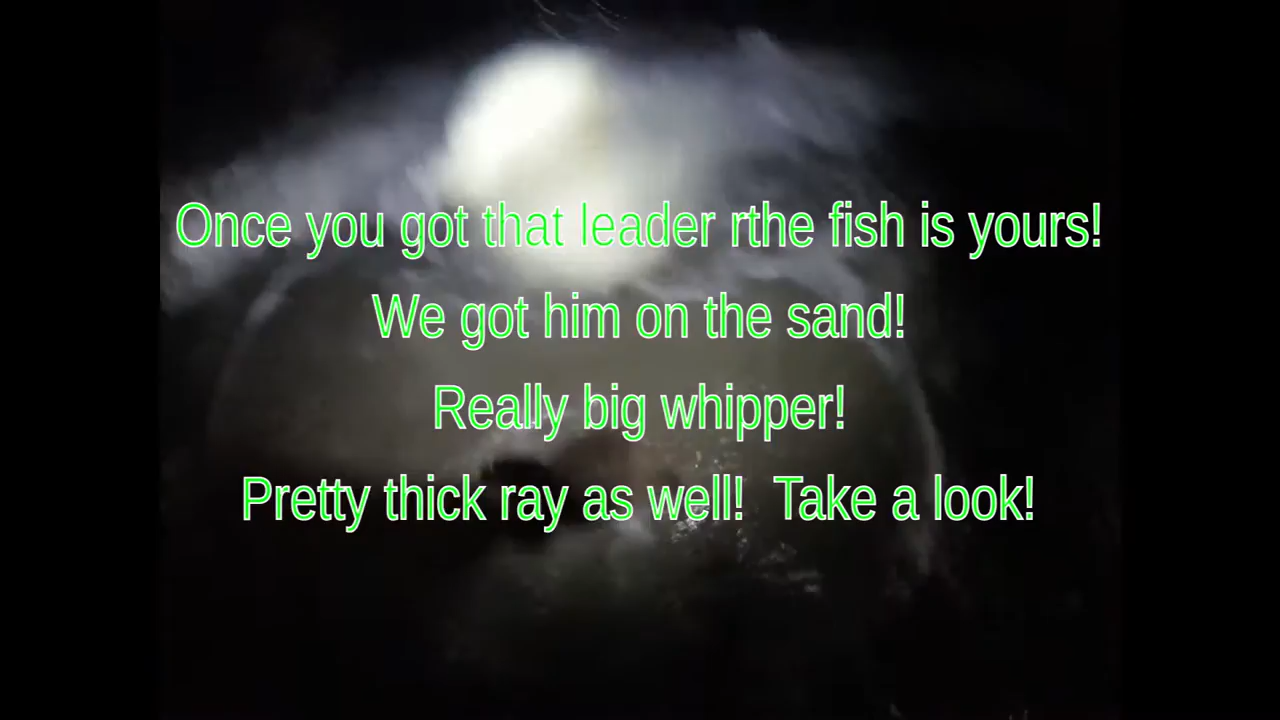 Once you got that leader rthe fish is yours!
We got him on the sand!
Really big whipper!
Pretty thick ray as well!  Take a look!